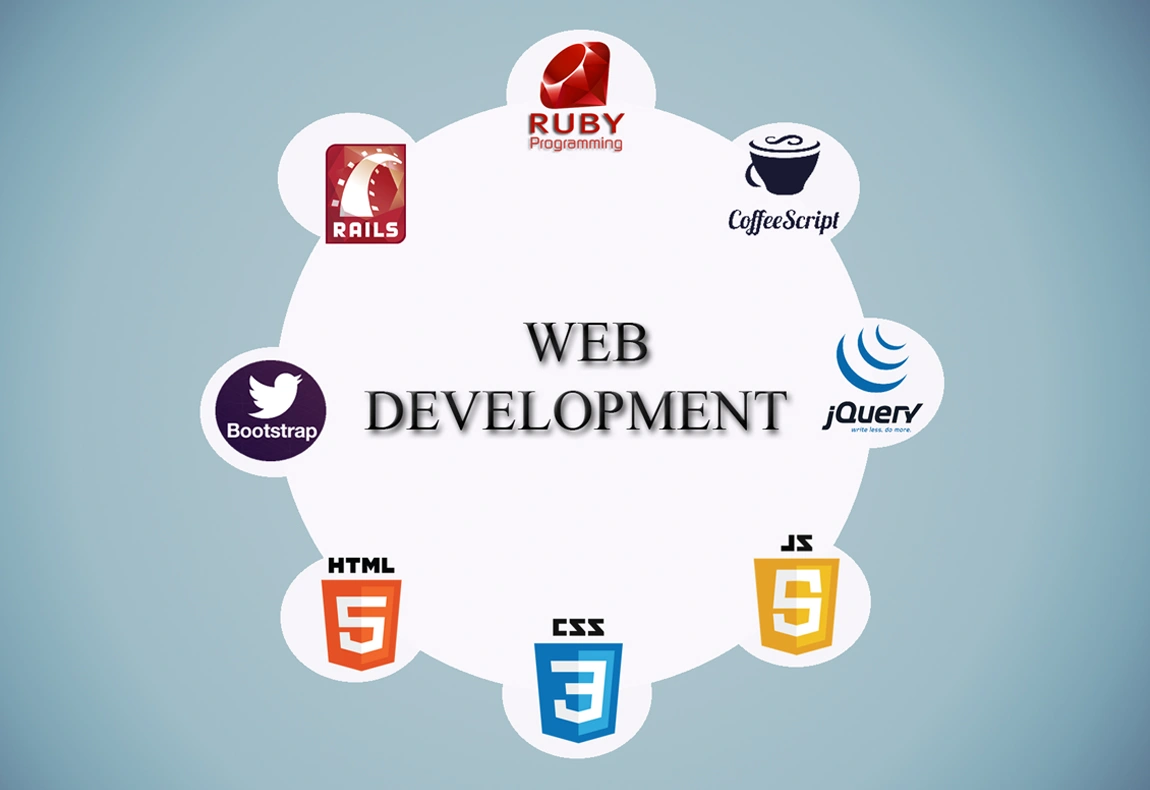 RUBY
Programming
RAILS
CoffeeScript
WEB
DEVELOPMENT
jQuery
write less. do more.
Bootstrap
HTML
5
JS
5
CSS
3